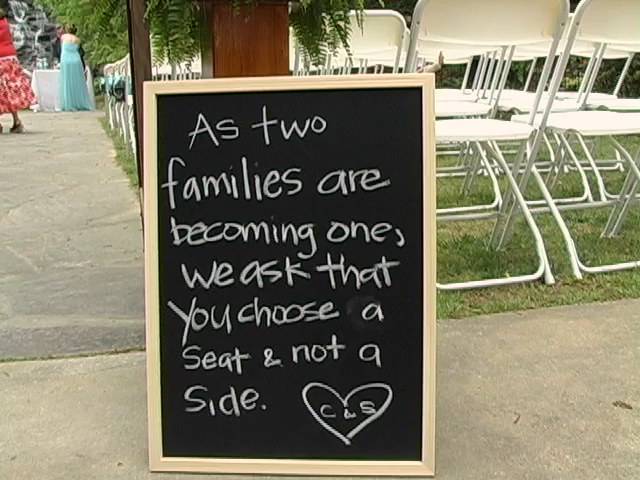 As two
families are
becoming one,
we ask that
you choose a
seat & not a
side.
C & S